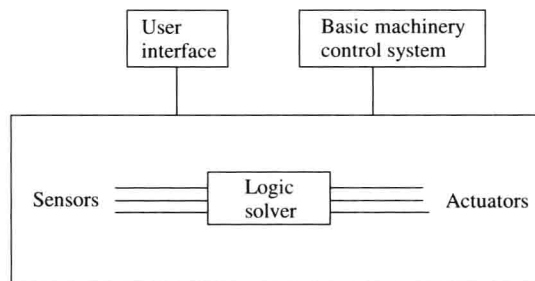 User
interface
Basic machinery
control system
Sensors
Logic
solver
Actuators